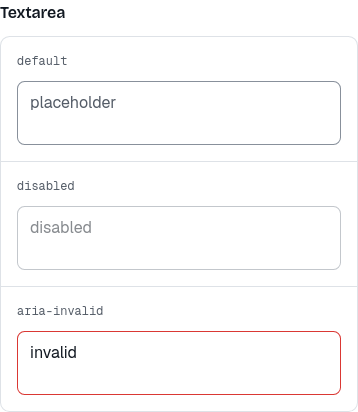 Textarea
default
placeholder
disabled
disabled
aria-invalid
invalid